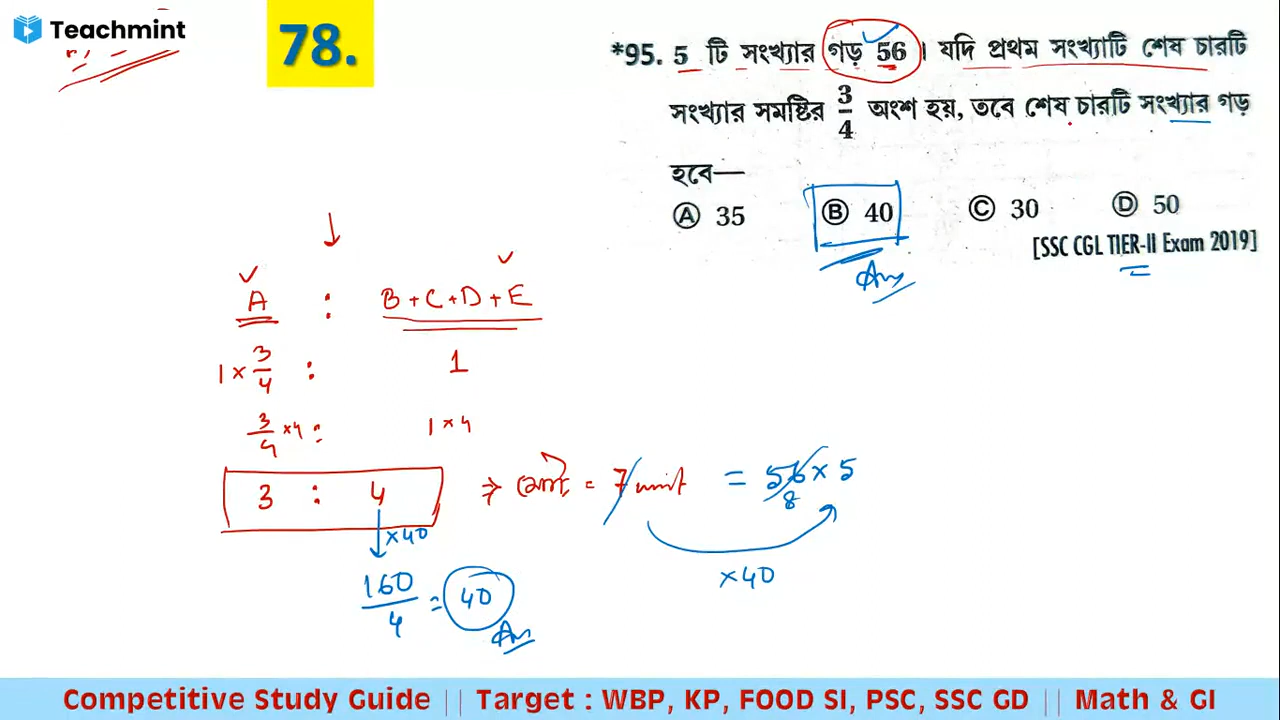 Teachmint
78.
*95. 5 টি সংখ্যার গড় 56 । যদি প্রথম সংখ্যাটি শেষ চারটি
সংখ্যার সমষ্টির 3/4 অংশ হয়, তবে শেষ চারটি সংখ্যার গড়
হবে—
Ⓐ 35 Ⓑ 40 Ⓒ 30 Ⓓ 50
[SSC CGL TIER-II Exam 2019]
Ans
A : B+C+D+E
1 × 3/4 : 1
3/4 ×4 : 1 × 4
3 : 4 ⇒ = 7 unit = 56 × 5
8
×40
×40
160/4 = 40
Ans
Competitive Study Guide || Target : WBP, KP, FOOD SI, PSC, SSC GD || Math & GI